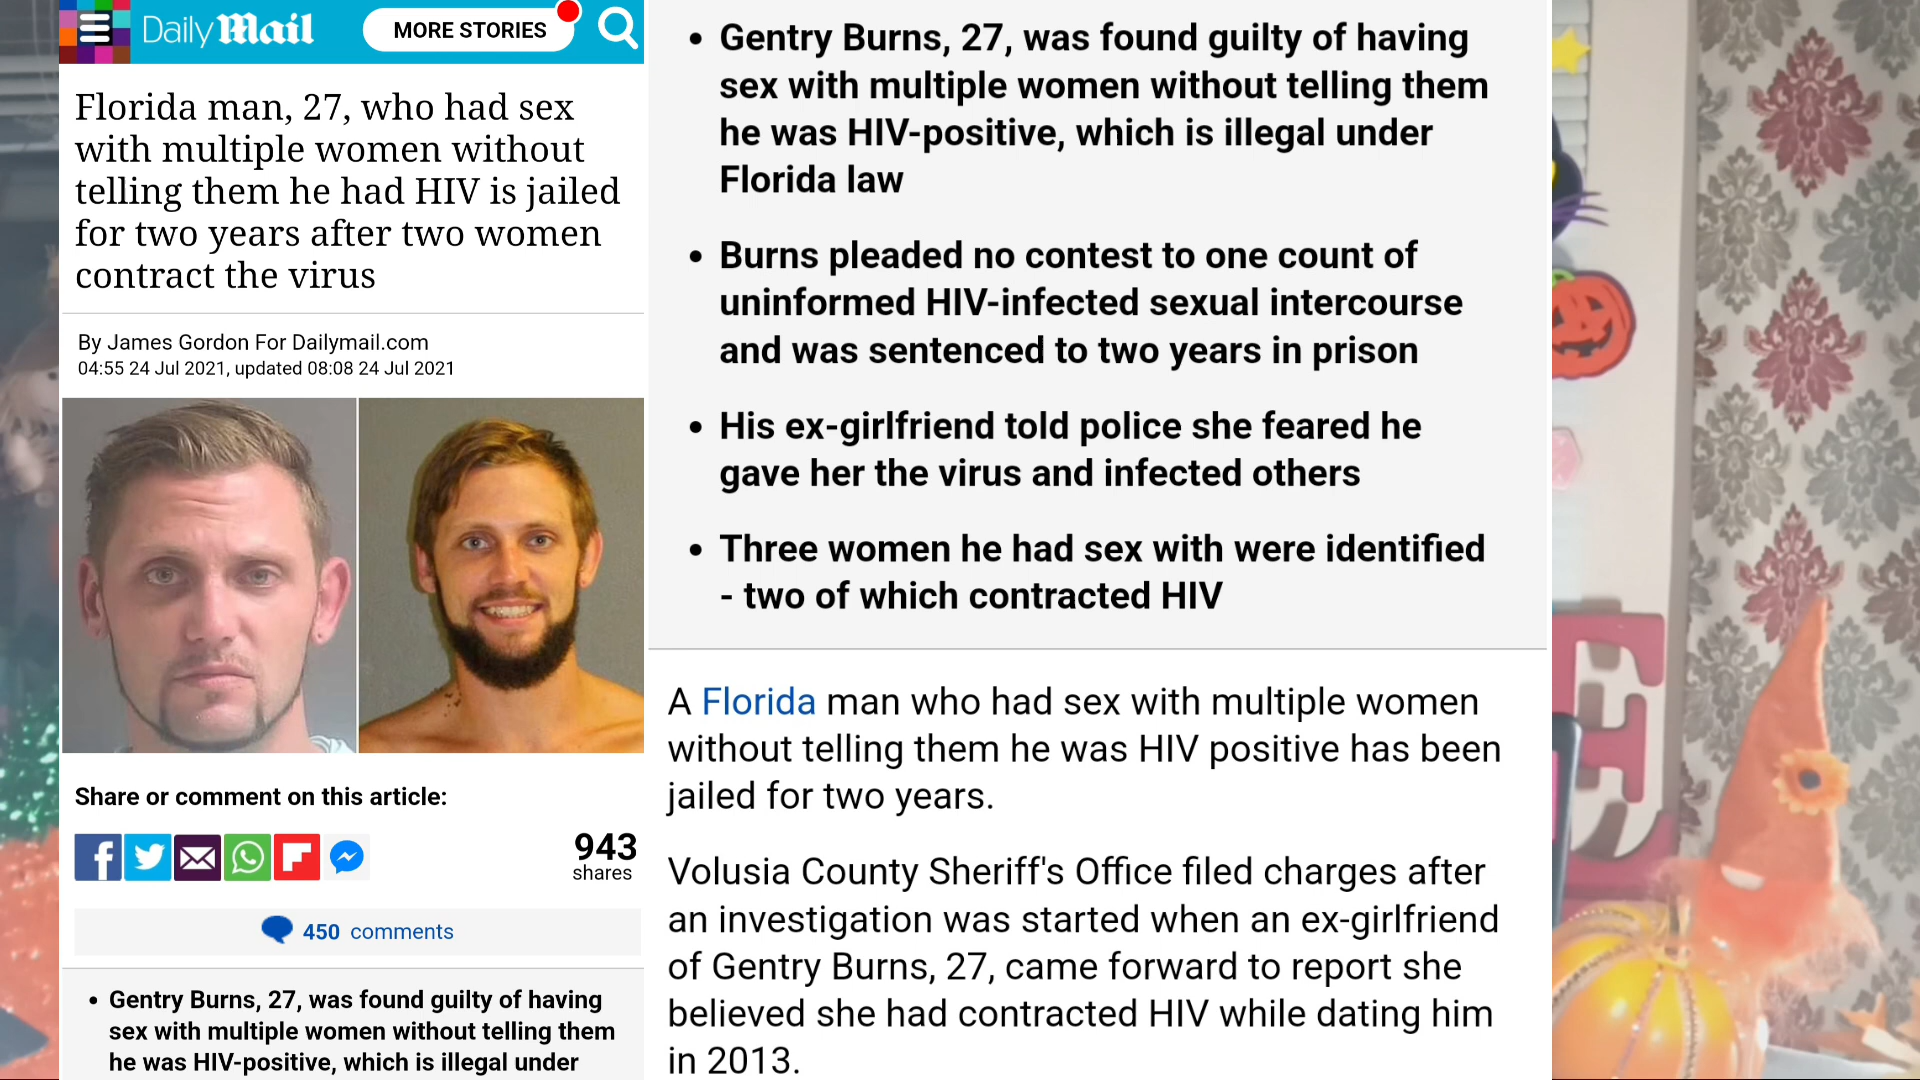 Daily Mail
MORE STORIES
Florida man, 27, who had sex
with multiple women without
telling them he had HIV is jailed
for two years after two women
contract the virus
By James Gordon For Dailymail.com
04:55 24 Jul 2021, updated 08:08 24 Jul 2021
Share or comment on this article:
943
shares
450 comments
• Gentry Burns, 27, was found guilty of having
sex with multiple women without telling them
he was HIV-positive, which is illegal under
• Gentry Burns, 27, was found guilty of having
sex with multiple women without telling them
he was HIV-positive, which is illegal under
Florida law
• Burns pleaded no contest to one count of
uninformed HIV-infected sexual intercourse
and was sentenced to two years in prison
• His ex-girlfriend told police she feared he
gave her the virus and infected others
• Three women he had sex with were identified
- two of which contracted HIV
A Florida man who had sex with multiple women
without telling them he was HIV positive has been
jailed for two years.
Volusia County Sheriff's Office filed charges after
an investigation was started when an ex-girlfriend
of Gentry Burns, 27, came forward to report she
believed she had contracted HIV while dating him
in 2013.
E